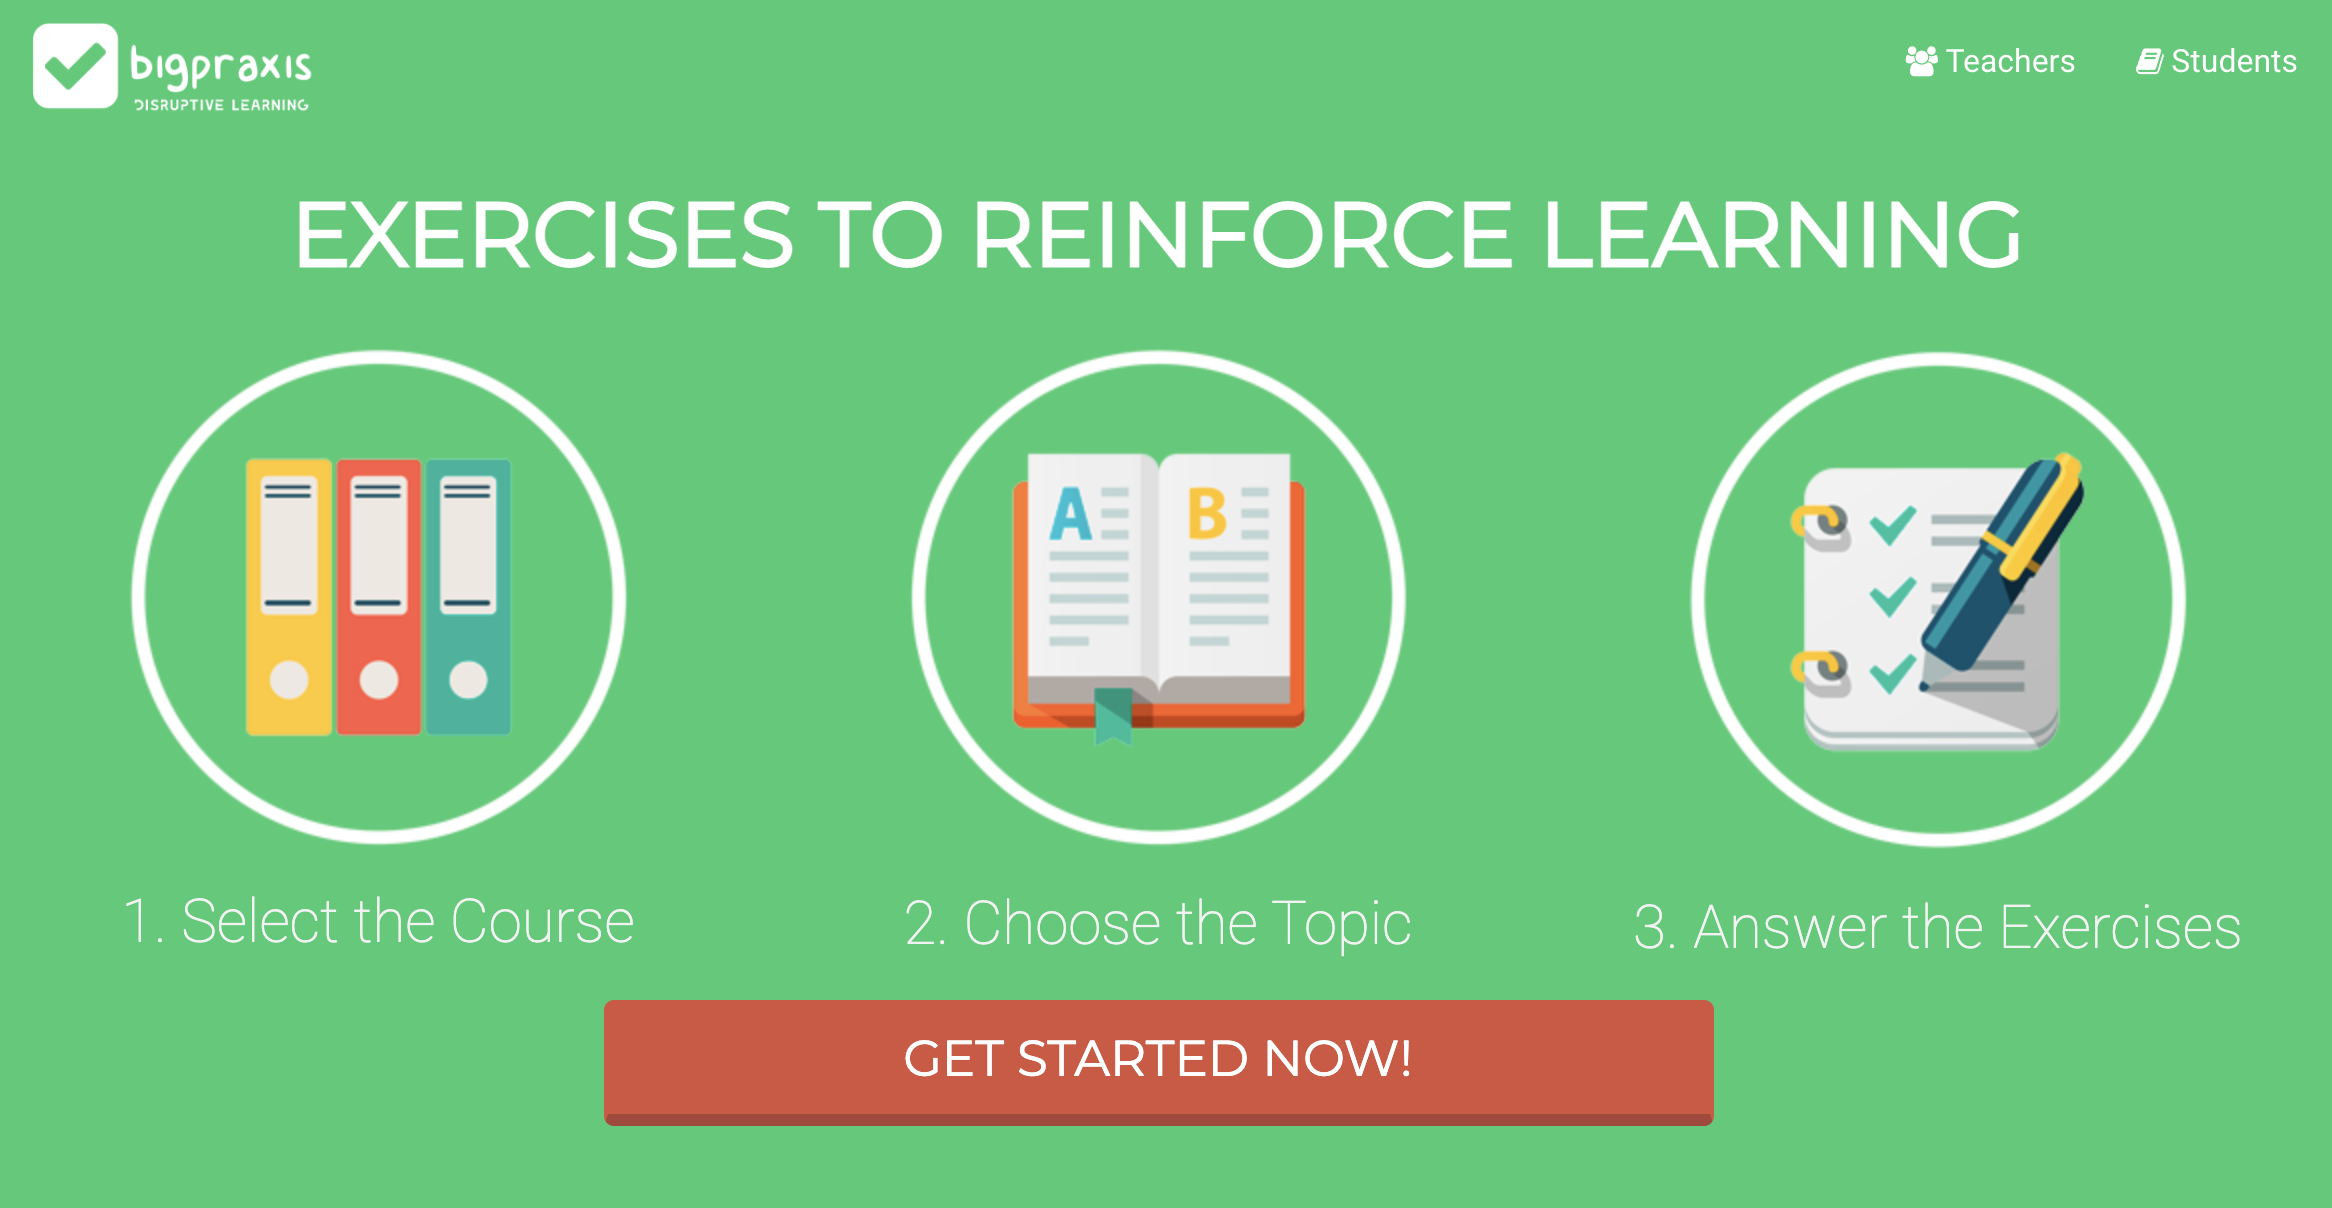 bigpraxis
DISRUPTIVE LEARNING
Teachers
Students
EXERCISES TO REINFORCE LEARNING
A
B
1. Select the Course
2. Choose the Topic
3. Answer the Exercises
GET STARTED NOW!